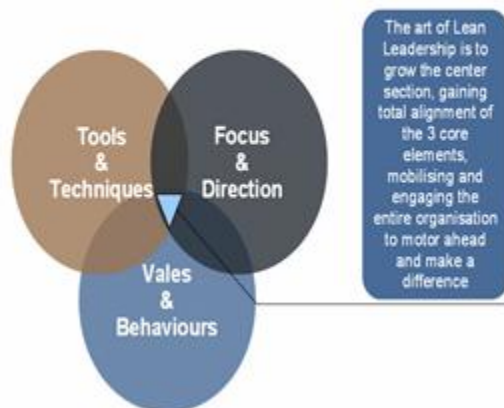 Tools
&
Techniques
Focus
&
Direction
Vales
&
Behaviours
The art of Lean
Leadership is to
grow the center
section, gaining
total alignment of
the 3 core
elements,
mobilising and
engaging the
entire organisation
to motor ahead
and make a
difference